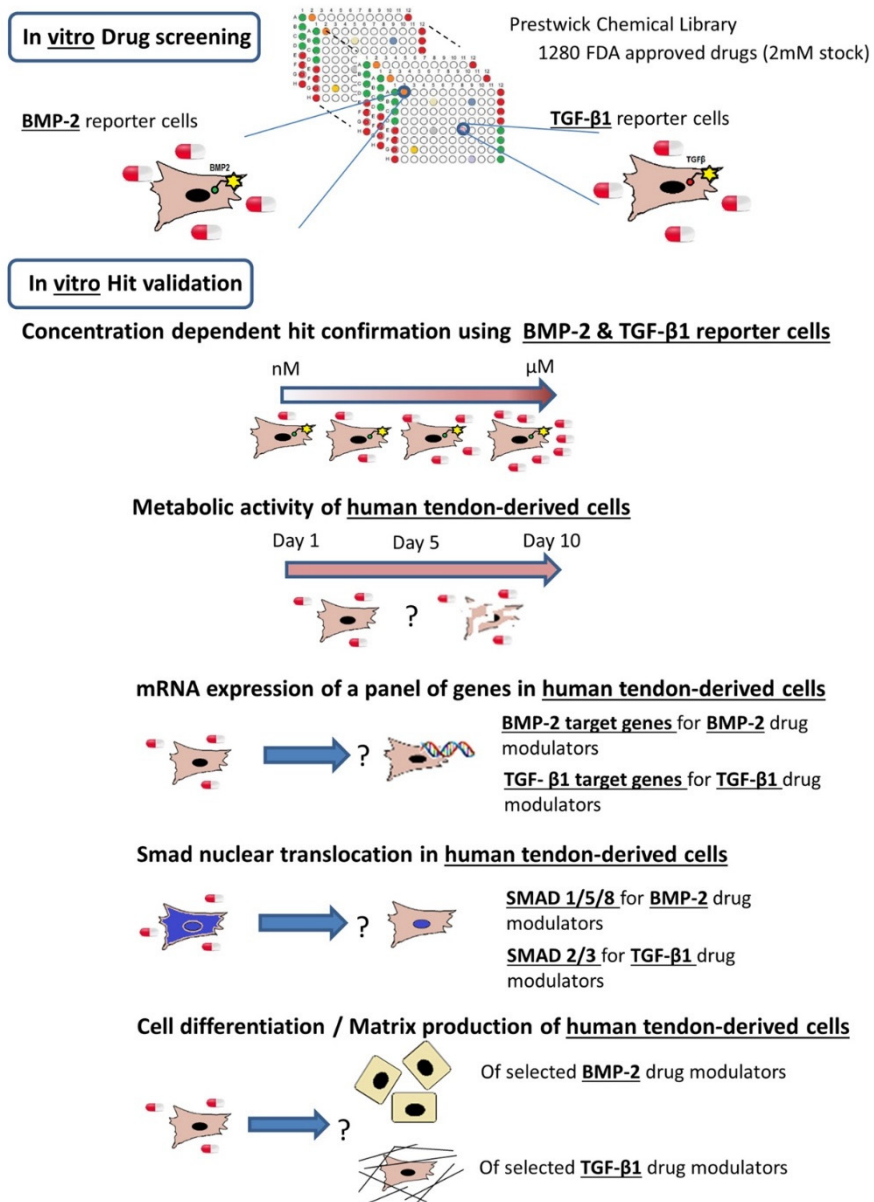 In vitro Drug screening
Prestwick Chemical Library
1280 FDA approved drugs (2mM stock)
BMP-2 reporter cells
TGF-β1 reporter cells
BMP2
TGFβ
In vitro Hit validation
Concentration dependent hit confirmation using BMP-2 & TGF-β1 reporter cells
nM
µM
Metabolic activity of human tendon-derived cells
Day 1
Day 5
Day 10
?
mRNA expression of a panel of genes in human tendon-derived cells
?
BMP-2 target genes for BMP-2 drug
modulators
TGF- β1 target genes for TGF-β1 drug
modulators
Smad nuclear translocation in human tendon-derived cells
?
SMAD 1/5/8 for BMP-2 drug
modulators
SMAD 2/3 for TGF-β1 drug
modulators
Cell differentiation / Matrix production of human tendon-derived cells
?
Of selected BMP-2 drug modulators
Of selected TGF-β1 drug modulators